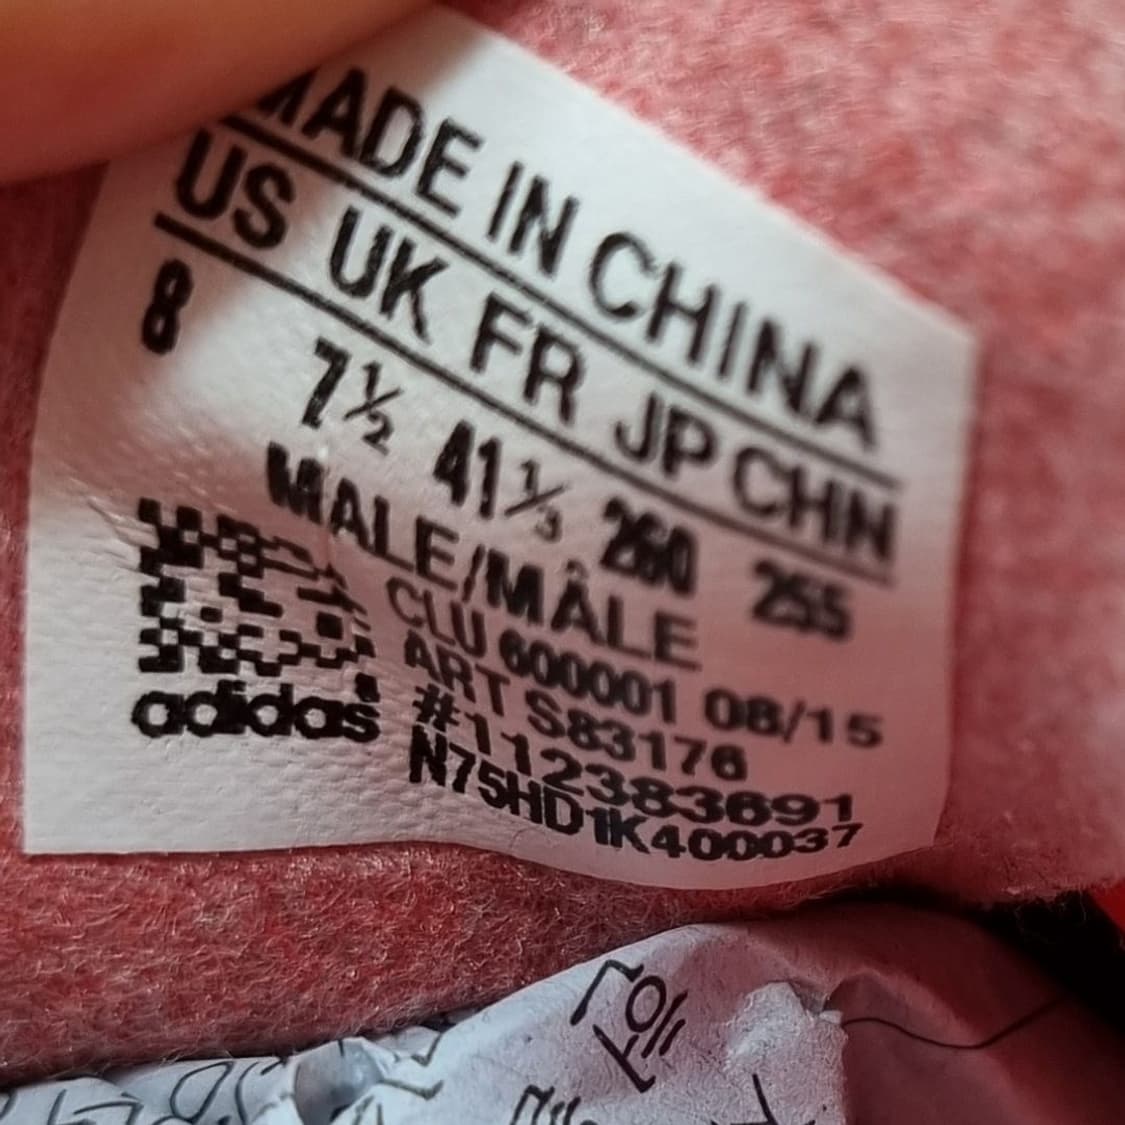 MADE IN CHINA
US UK FR JP CHN
8 7½ 41⅓ 260 255
MALE/MÂLE
CLU 600001 08/15
ART S83176
#112383691
N75HD1K400037
adidas